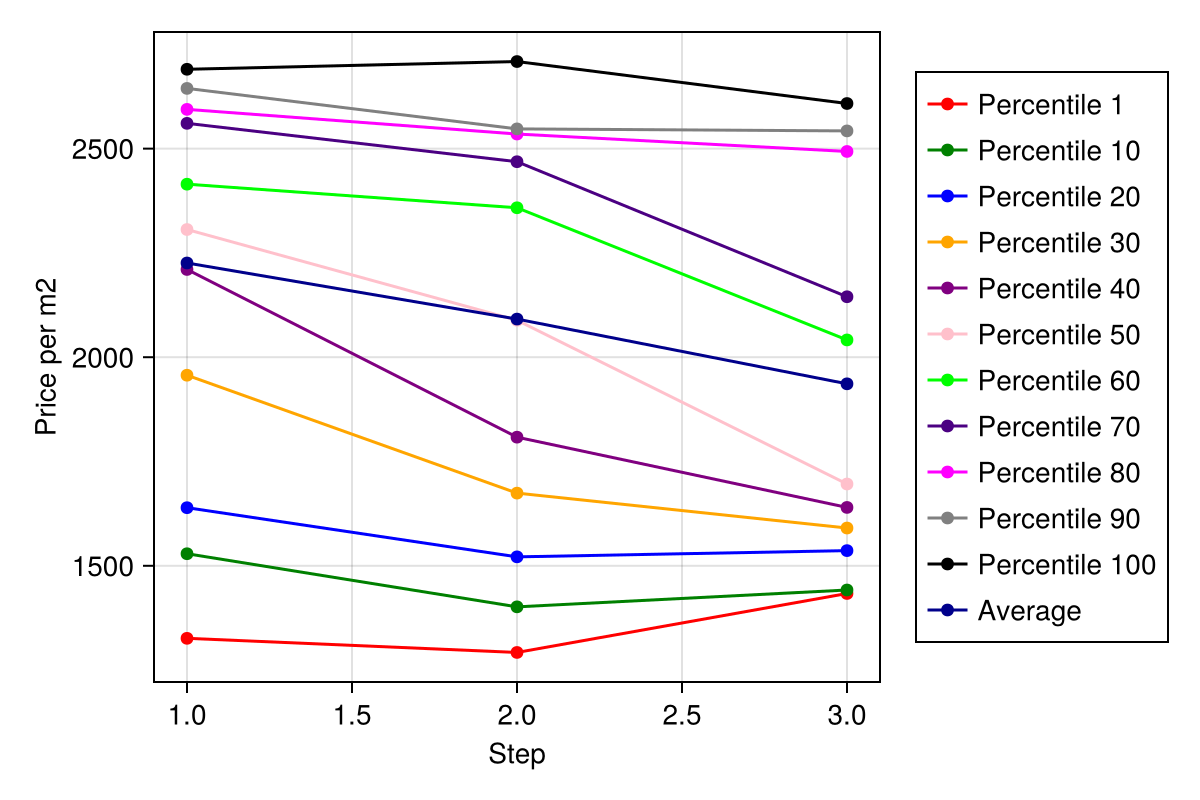 Price per m2
2500
2000
1500
1.0 1.5 2.0 2.5 3.0
Step
Percentile 1
Percentile 10
Percentile 20
Percentile 30
Percentile 40
Percentile 50
Percentile 60
Percentile 70
Percentile 80
Percentile 90
Percentile 100
Average